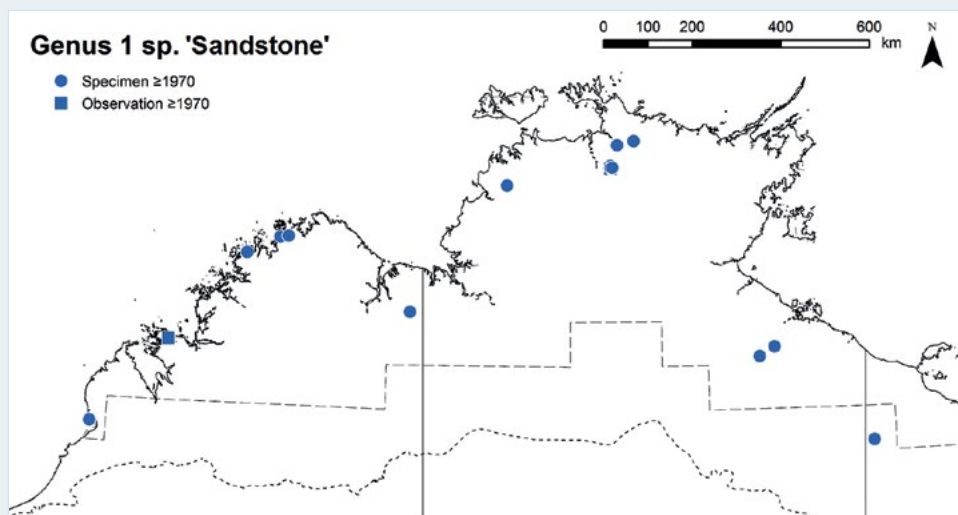 Genus 1 sp. 'Sandstone'
Specimen ≥1970
Observation ≥1970
0 100 200 400 600
km
N